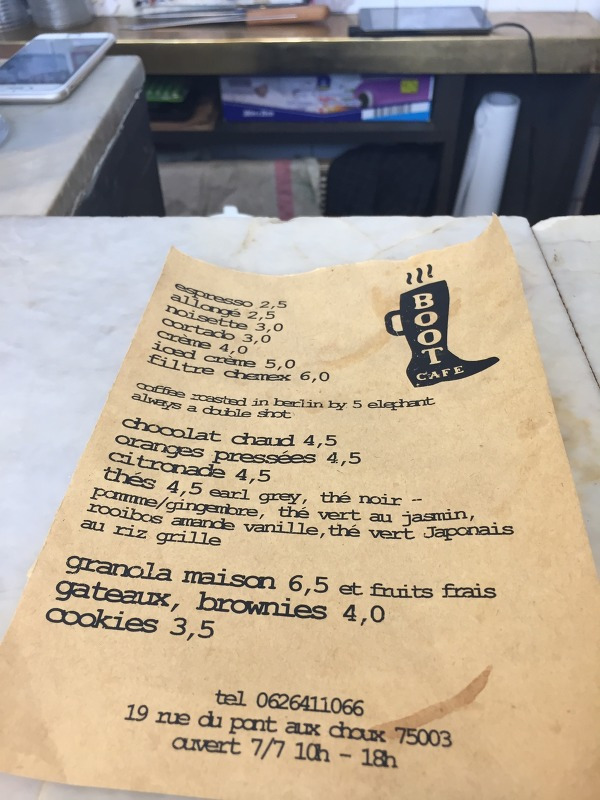 espresso 2,5
allongé 2,5
noisette 3,0
cortado 3,0
crème 4,0
iced crème 5,0
filtre chemex 6,0
BOOT
CAFE
coffee roasted in berlin by 5 elephant
always a double shot
chocolat chaud 4,5
oranges pressées 4,5
citronade 4,5
thés 4,5 earl grey, thé noir --
pommme/gingembre, thé vert au jasmin,
rooibos amande vanille,thé vert Japonais
au riz grille
granola maison 6,5 et fruits frais
gateaux, brownies 4,0
cookies 3,5
tel 0626411066
19 rue du pont aux choux 75003
ouvert 7/7 10h - 18h